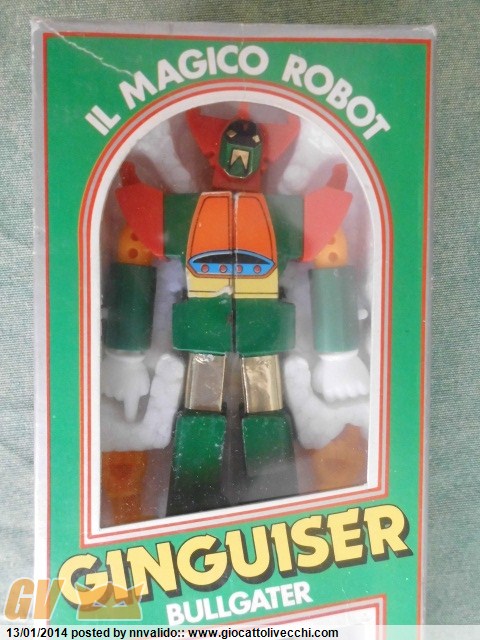 IL MAGICO ROBOT
GINGUISER
BULLGATER
GV
13/01/2014 posted by nnvalido:: www.giocattolivecchi.com